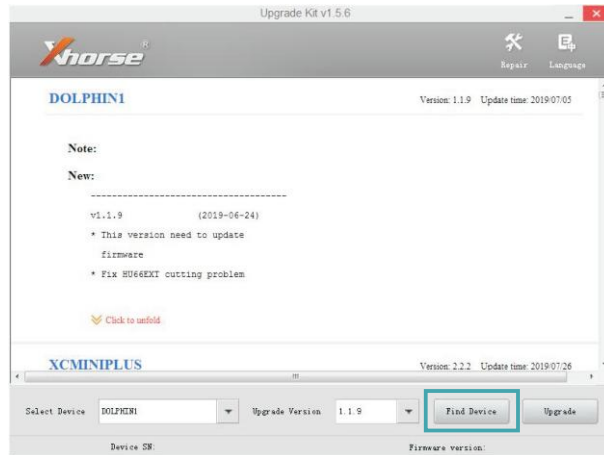 Upgrade Kit v1.5.6
Xhorse®
Repair
Language
DOLPHIN1
Version: 1.1.9 Update time: 2019/07/05
Note:
New:
-------------------------------------
v1.1.9 (2019-06-24)
* This version need to update
firmware
* Fix HU66EXT cutting problem
Click to unfold
XCMINIPLUS
Version: 2.2.2 Update time: 2019/07/26
Select Device DOLPHIN1 Upgrade Version 1.1.9 Find Device Upgrade
Device SN: Firmware version: